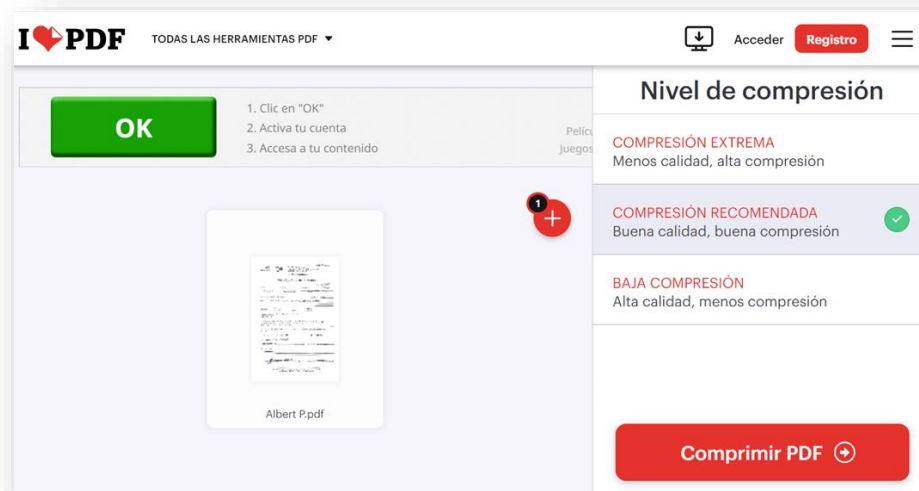 I PDF
TODAS LAS HERRAMIENTAS PDF
Acceder
Registro
OK
1. Clic en "OK"
2. Activa tu cuenta
3. Accesa a tu contenido
Juegos
1
Albert P.pdf
Nivel de compresión
COMPRESIÓN EXTREMA
Menos calidad, alta compresión
COMPRESIÓN RECOMENDADA
Buena calidad, buena compresión
BAJA COMPRESIÓN
Alta calidad, menos compresión
Comprimir PDF